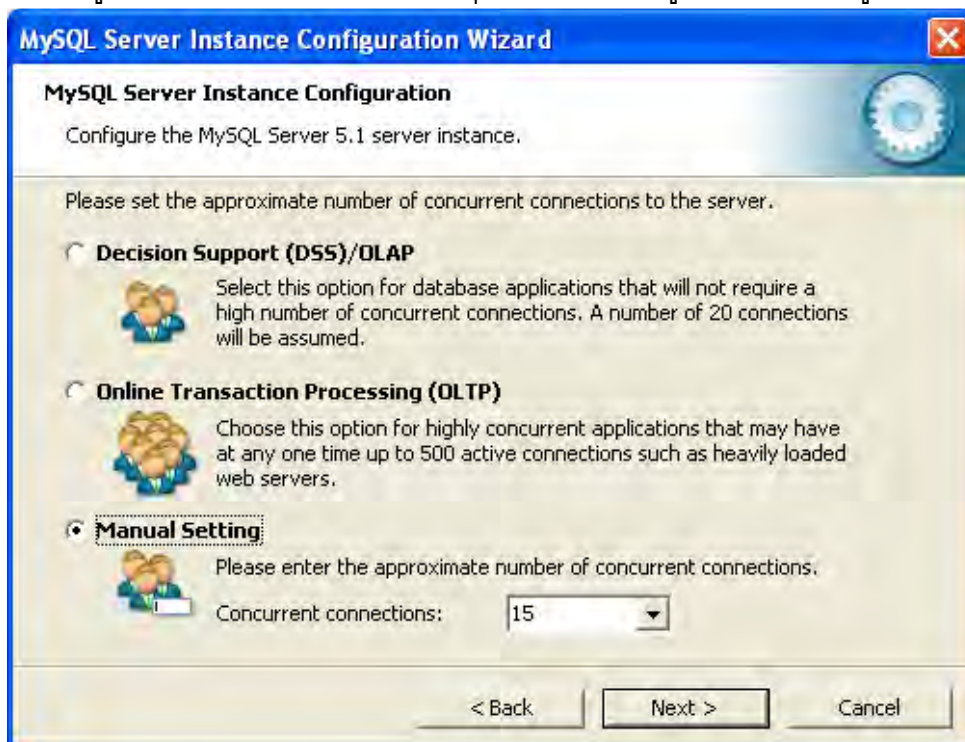 MySQL Server Instance Configuration Wizard
MySQL Server Instance Configuration
Configure the MySQL Server 5.1 server instance.
Please set the approximate number of concurrent connections to the server.
Decision Support (DSS)/OLAP
Select this option for database applications that will not require a
high number of concurrent connections. A number of 20 connections
will be assumed.
Online Transaction Processing (OLTP)
Choose this option for highly concurrent applications that may have
at any one time up to 500 active connections such as heavily loaded
web servers.
Manual Setting
Please enter the approximate number of concurrent connections.
Concurrent connections: 15
< Back Next > Cancel